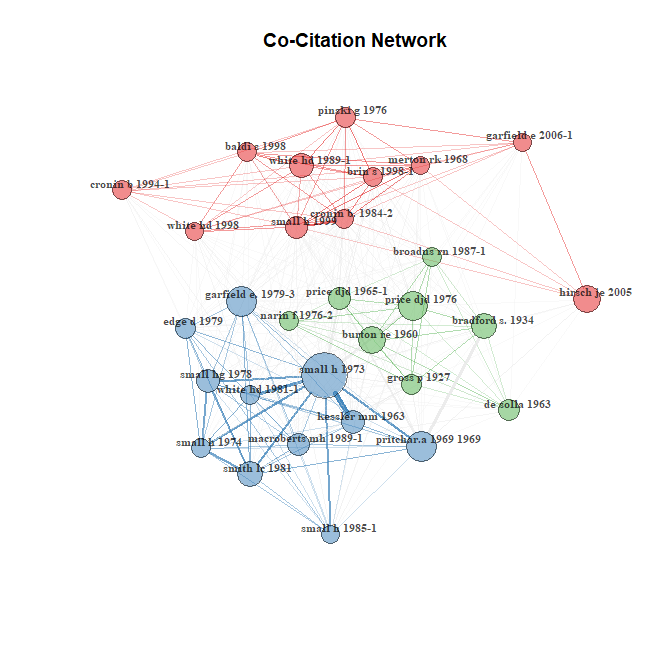 Co-Citation Network
pinski g 1976
garfield e 2006-1
baldi s 1998
white hd 1989-1
merton rk 1968
brin s 1998-1
cronin b 1994-1
cronin b. 1984-2
white hd 1998
small h 1999
broadus rn 1987-1
hirsch je 2005
garfield e. 1979-3
price djd 1965-1
price djd 1976
narin f 1976-2
edge d 1979
bradford s. 1934
burton re 1960
small h 1973
small hg 1978
gross p 1927
white hd 1981-1
de solla 1963
kessler mm 1963
small h 1974
macroberts mh 1989-1
pritchar.a 1969 1969
smith lc 1981
small h 1985-1